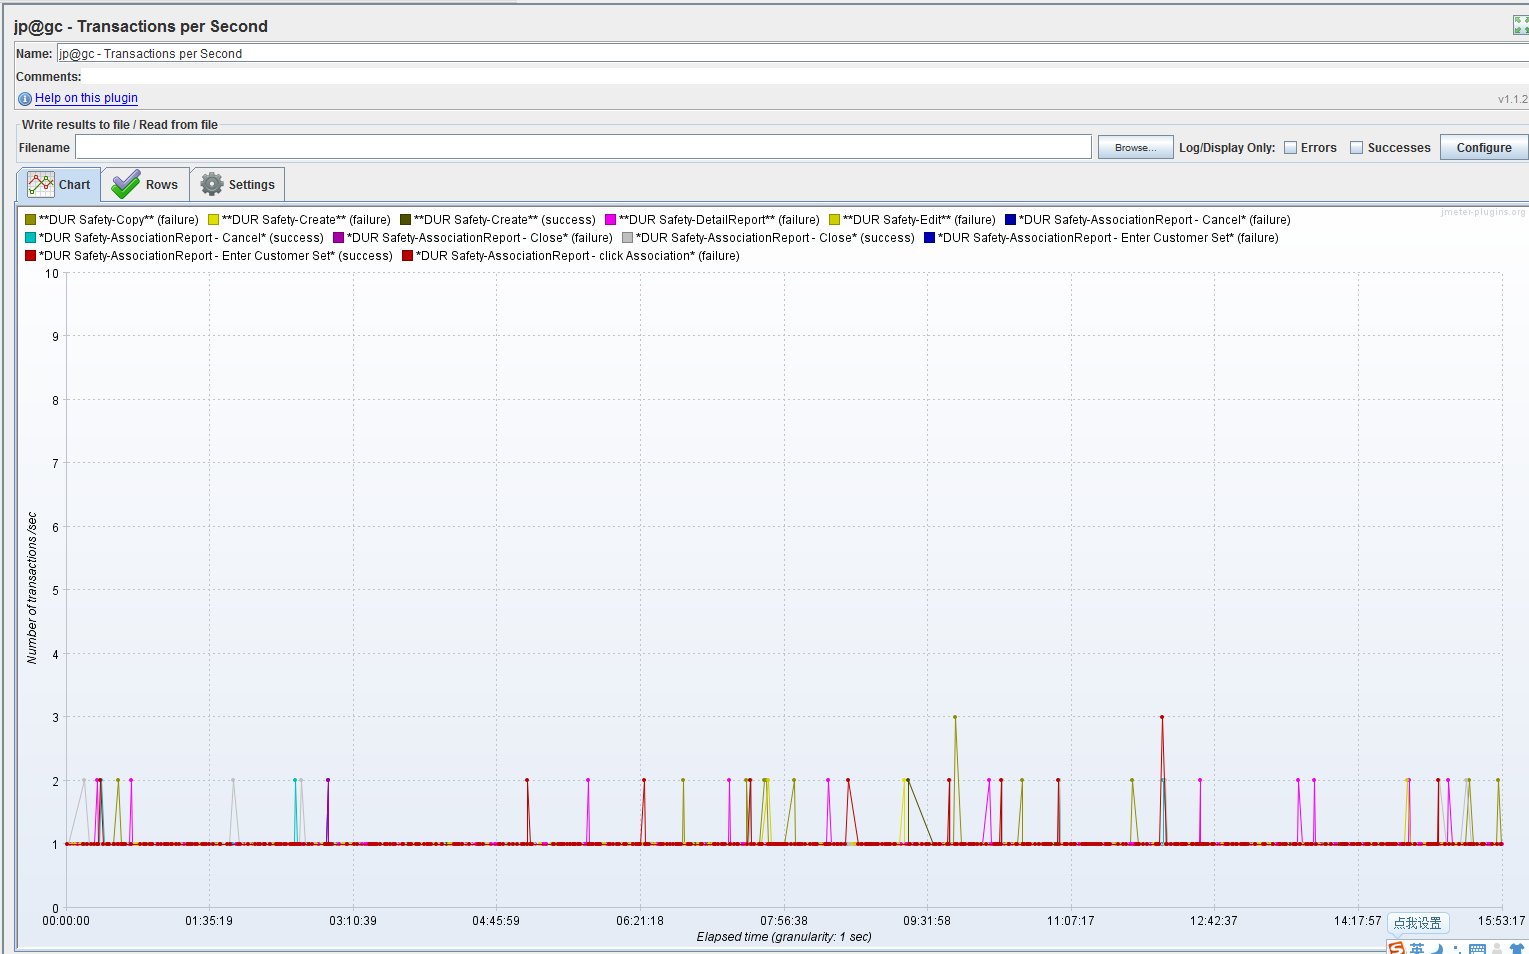 jp@gc - Transactions per Second
Name: jp@gc - Transactions per Second
Comments:
Help on this plugin
v1.1.2
Write results to file / Read from file
Filename Browse... Log/Display Only: Errors Successes Configure
Chart Rows Settings
jmeter-plugins.org
**DUR Safety-Copy** (failure) **DUR Safety-Create** (failure) **DUR Safety-Create** (success) **DUR Safety-DetailReport** (failure) **DUR Safety-Edit** (failure) *DUR Safety-AssociationReport - Cancel* (failure)
*DUR Safety-AssociationReport - Cancel* (success) *DUR Safety-AssociationReport - Close* (failure) *DUR Safety-AssociationReport - Close* (success) *DUR Safety-AssociationReport - Enter Customer Set* (failure)
*DUR Safety-AssociationReport - Enter Customer Set* (success) *DUR Safety-AssociationReport - click Association* (failure)
10
9
8
7
6
5
4
3
2
1
0
Number of transactions /sec
00:00:00 01:35:19 03:10:39 04:45:59 06:21:18 07:56:38 09:31:58 11:07:17 12:42:37 14:17:57 15:53:17
Elapsed time (granularity: 1 sec)
点我设置
英